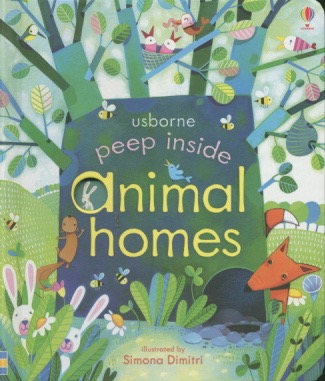 usborne
peep inside
animal
homes
illustrated by
Simona Dimitri